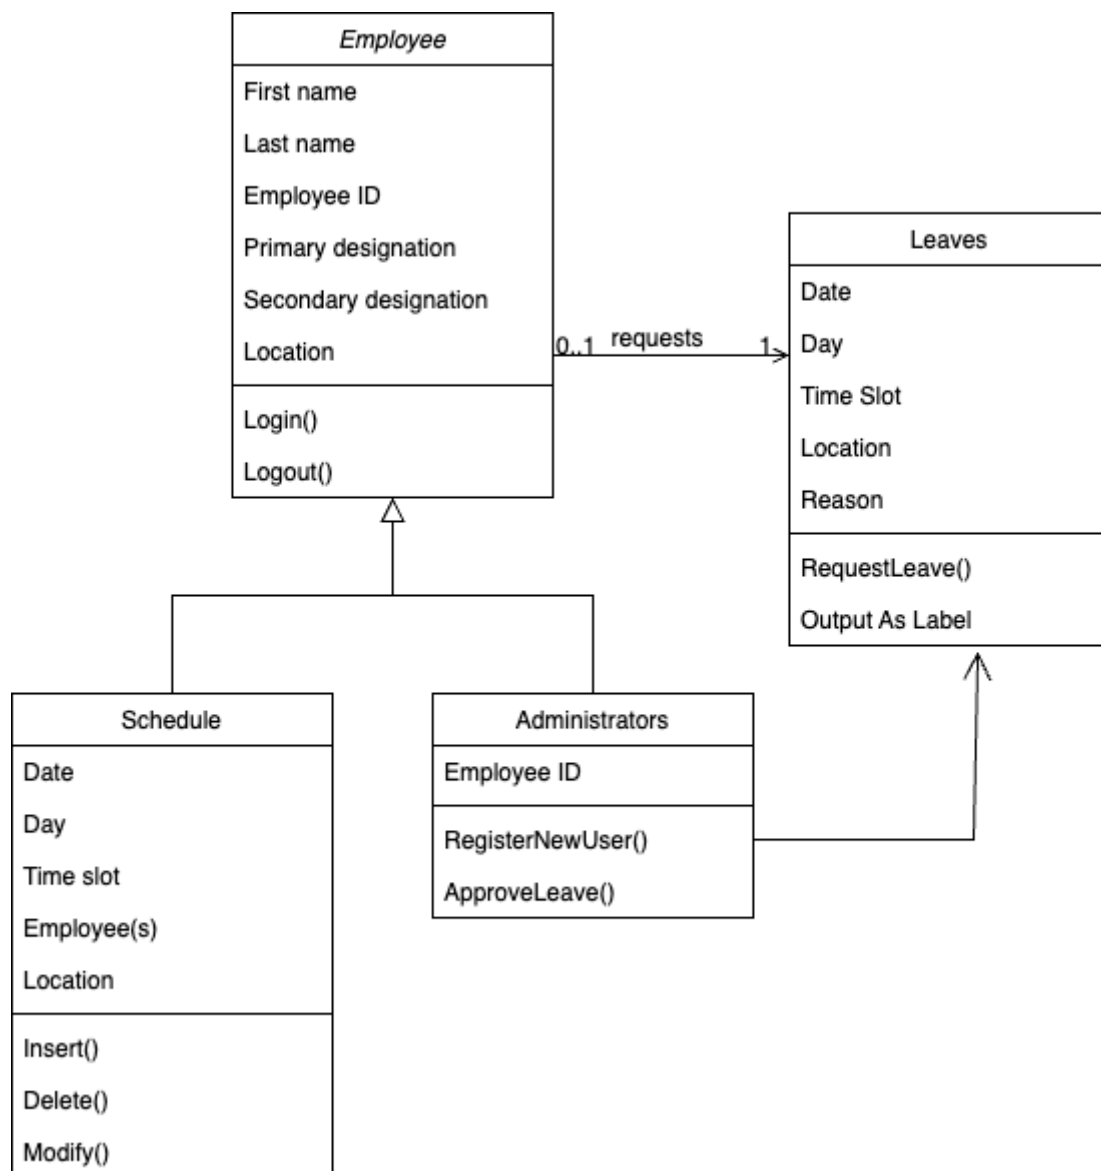 Employee
First name
Last name
Employee ID
Primary designation
Secondary designation
Location
Login()
Logout()
0..1 requests 1
Leaves
Date
Day
Time Slot
Location
Reason
RequestLeave()
Output As Label
Schedule
Date
Day
Time slot
Employee(s)
Location
Insert()
Delete()
Modify()
Administrators
Employee ID
RegisterNewUser()
ApproveLeave()